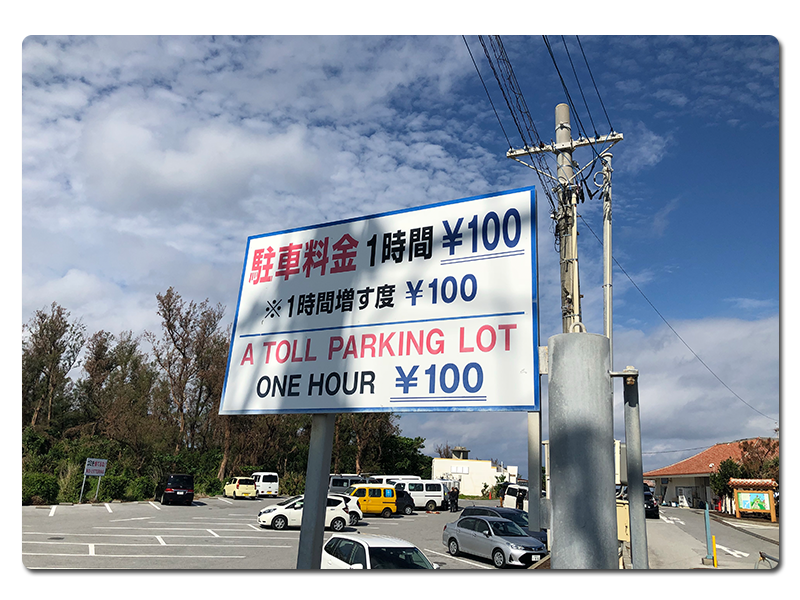 駐車料金 1時間 ¥100
※1時間増す度 ¥100
A TOLL PARKING LOT
ONE HOUR ¥100